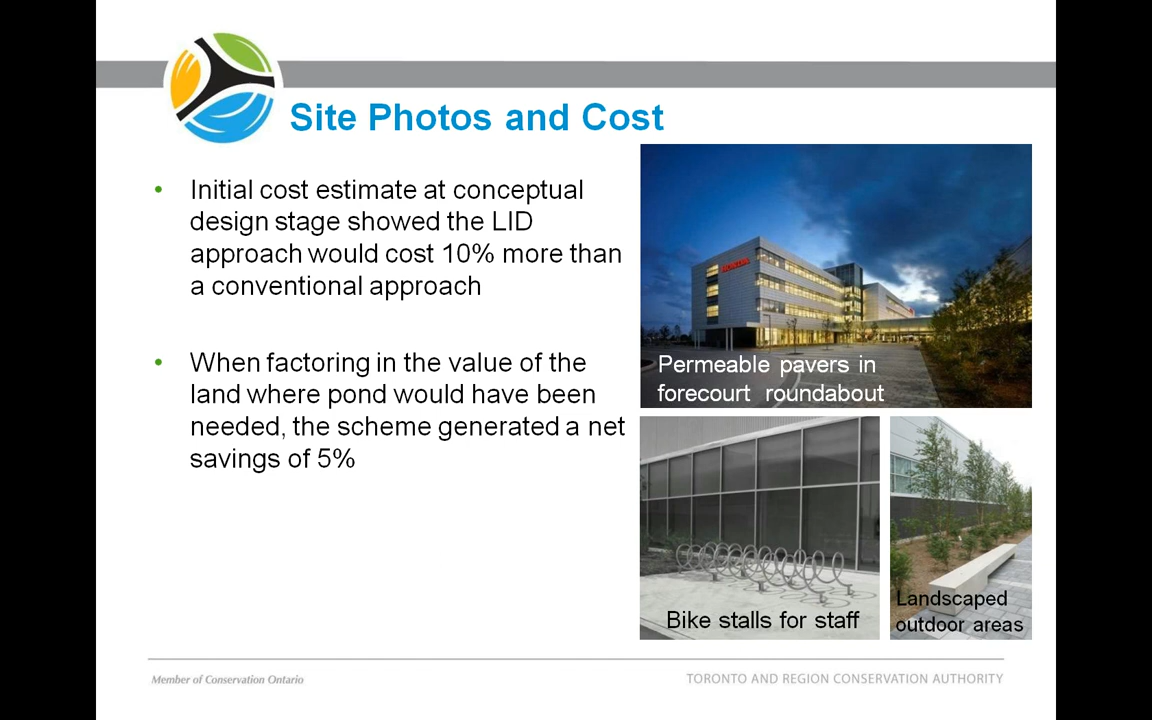 Site Photos and Cost
• Initial cost estimate at conceptual
design stage showed the LID
approach would cost 10% more than
a conventional approach
• When factoring in the value of the
land where pond would have been
needed, the scheme generated a net
savings of 5%
HONDA
Permeable pavers in
forecourt roundabout
Bike stalls for staff
Landscaped
outdoor areas
Member of Conservation Ontario
TORONTO AND REGION CONSERVATION AUTHORITY